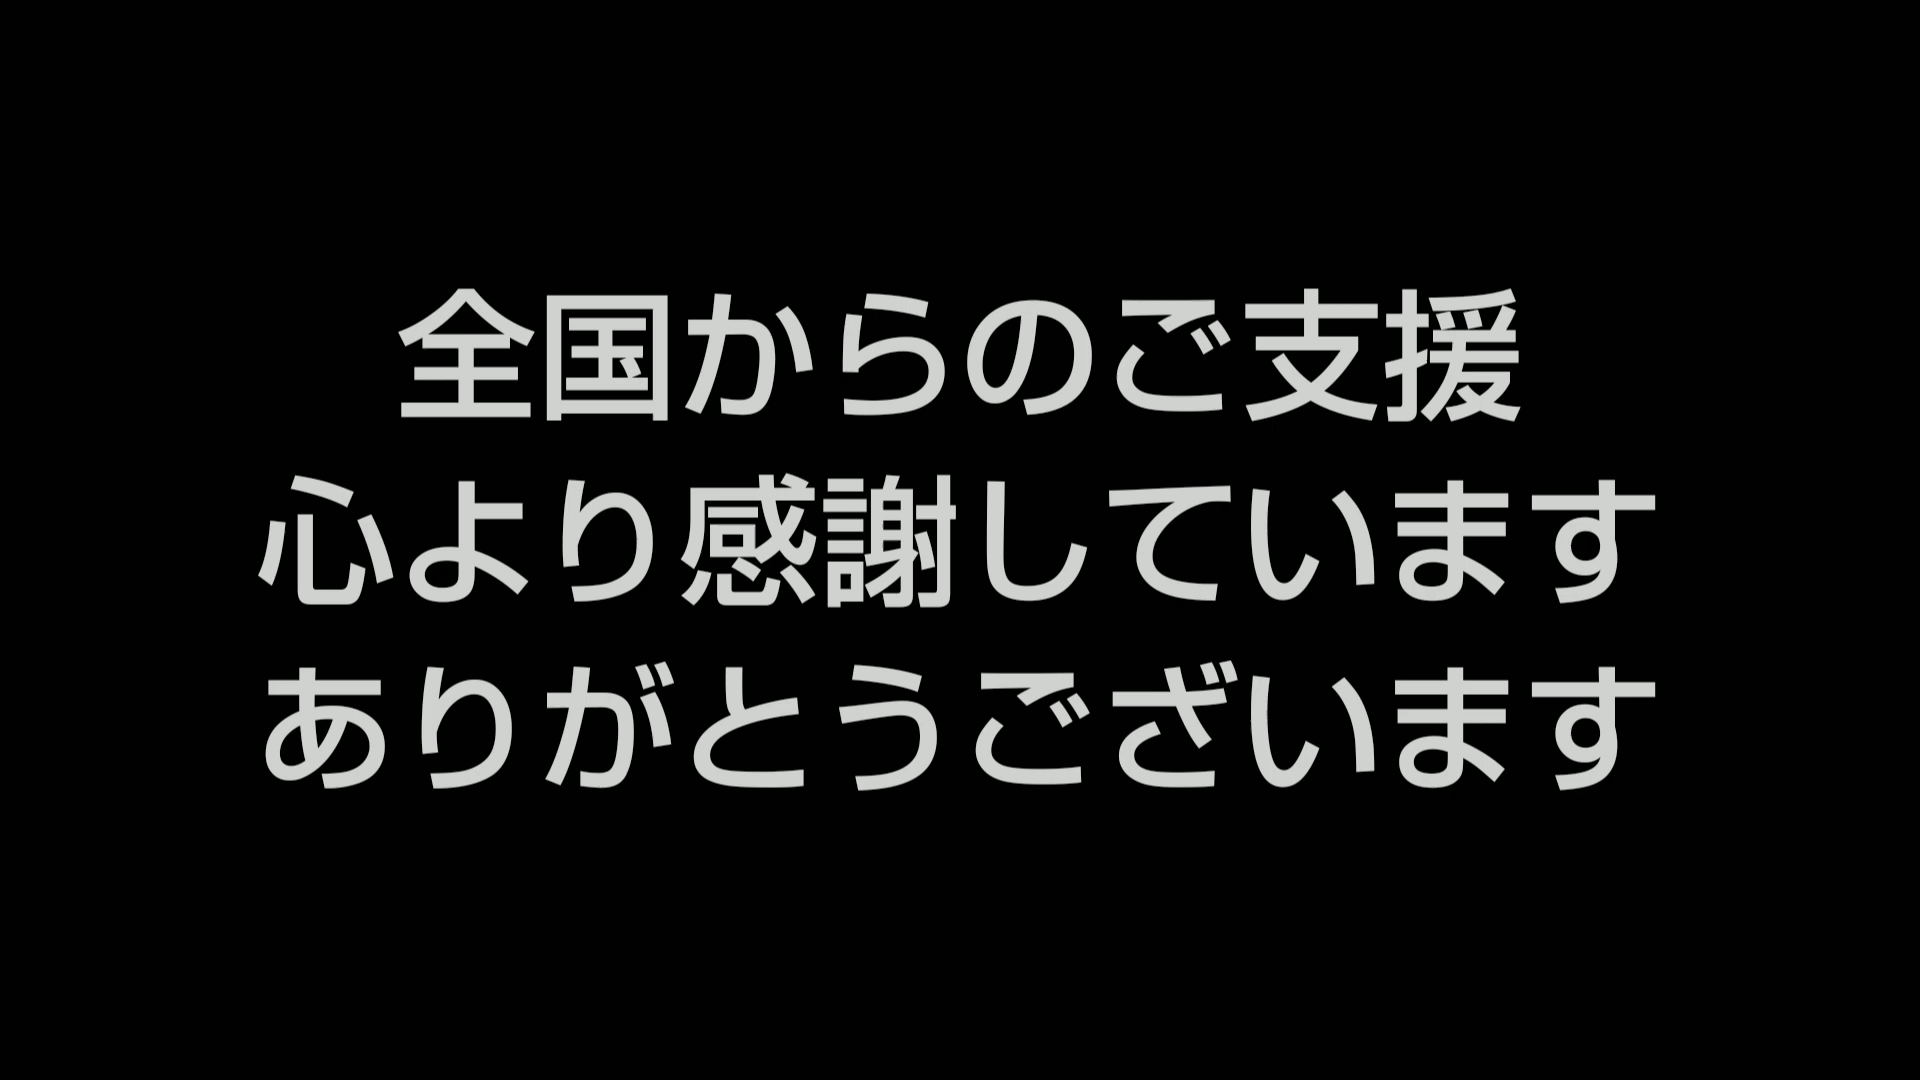 全国からのご支援
心より感謝しています
ありがとうございます